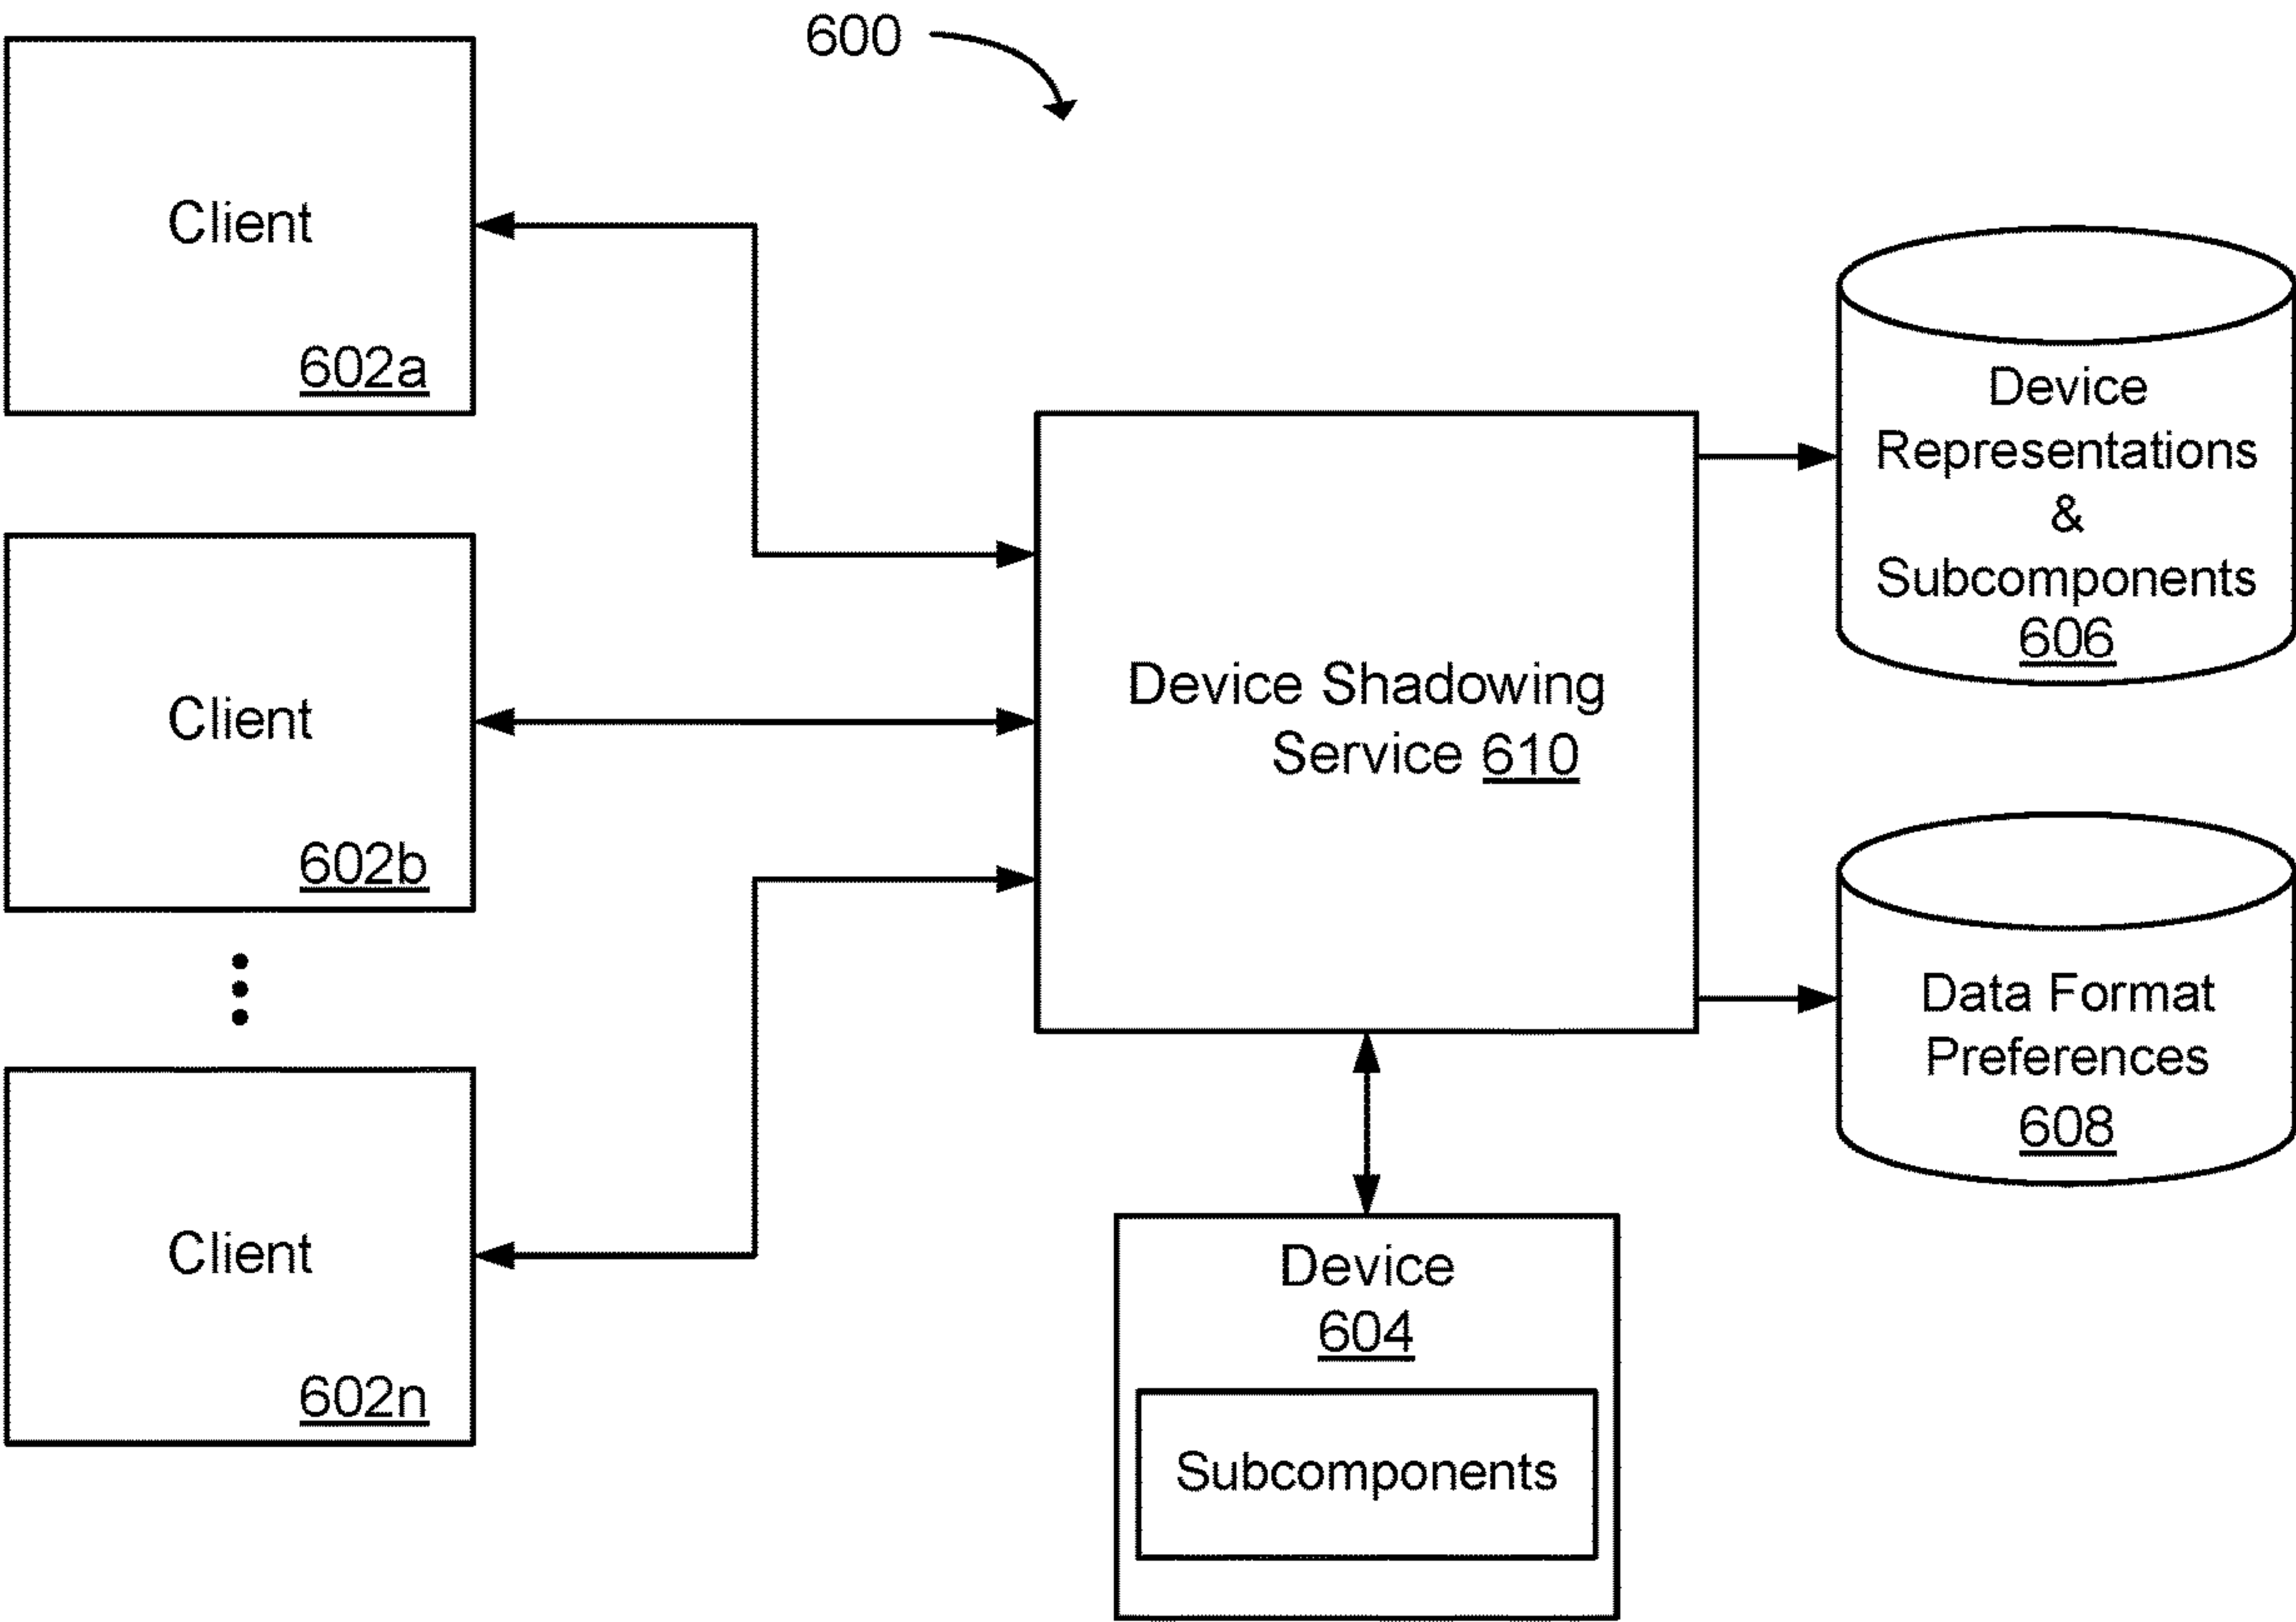 600
Client
602a
Client
602b
Client
602n
Device Shadowing
Service 610
Device
604
Subcomponents
Device
Representations
&
Subcomponents
606
Data Format
Preferences
608